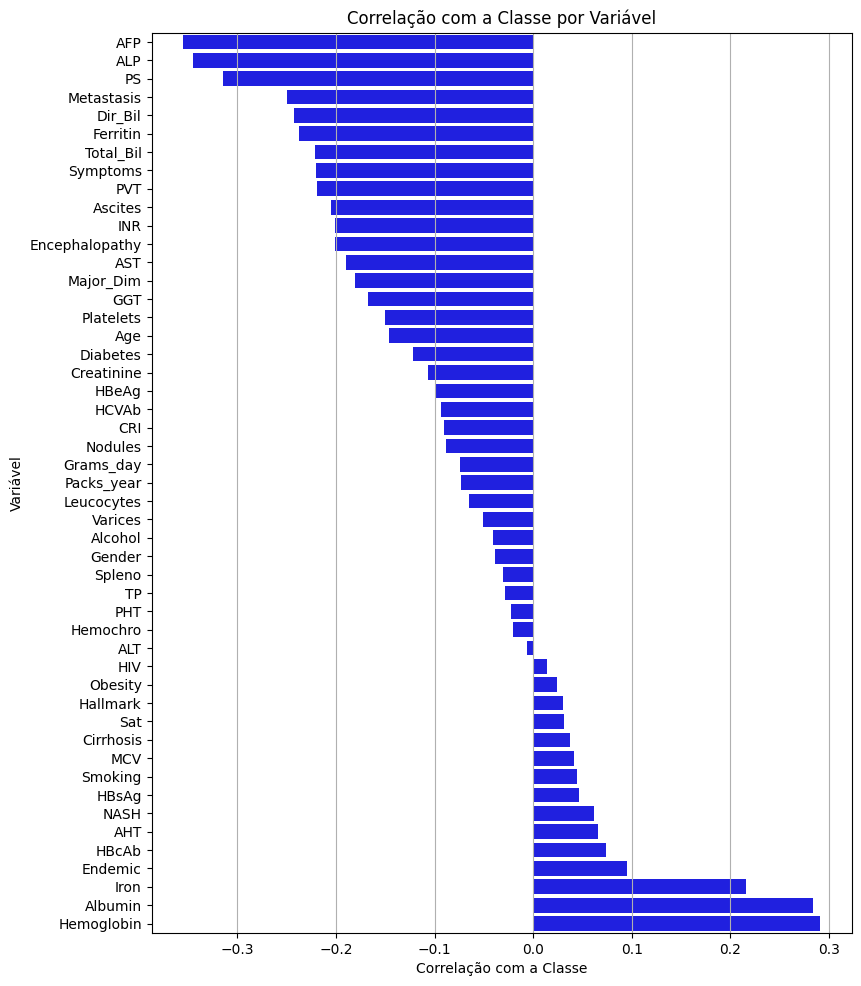 Correlação com a Classe por Variável
AFP
ALP
PS
Metastasis
Dir_Bil
Ferritin
Total_Bil
Symptoms
PVT
Ascites
INR
Encephalopathy
AST
Major_Dim
GGT
Platelets
Age
Diabetes
Creatinine
HBeAg
HCVAb
CRI
Nodules
Grams_day
Packs_year
Leucocytes
Varices
Alcohol
Gender
Spleno
TP
PHT
Hemochro
ALT
HIV
Obesity
Hallmark
Sat
Cirrhosis
MCV
Smoking
HBsAg
NASH
AHT
HBcAb
Endemic
Iron
Albumin
Hemoglobin
Variável
−0.3 −0.2 −0.1 0.0 0.1 0.2 0.3
Correlação com a Classe